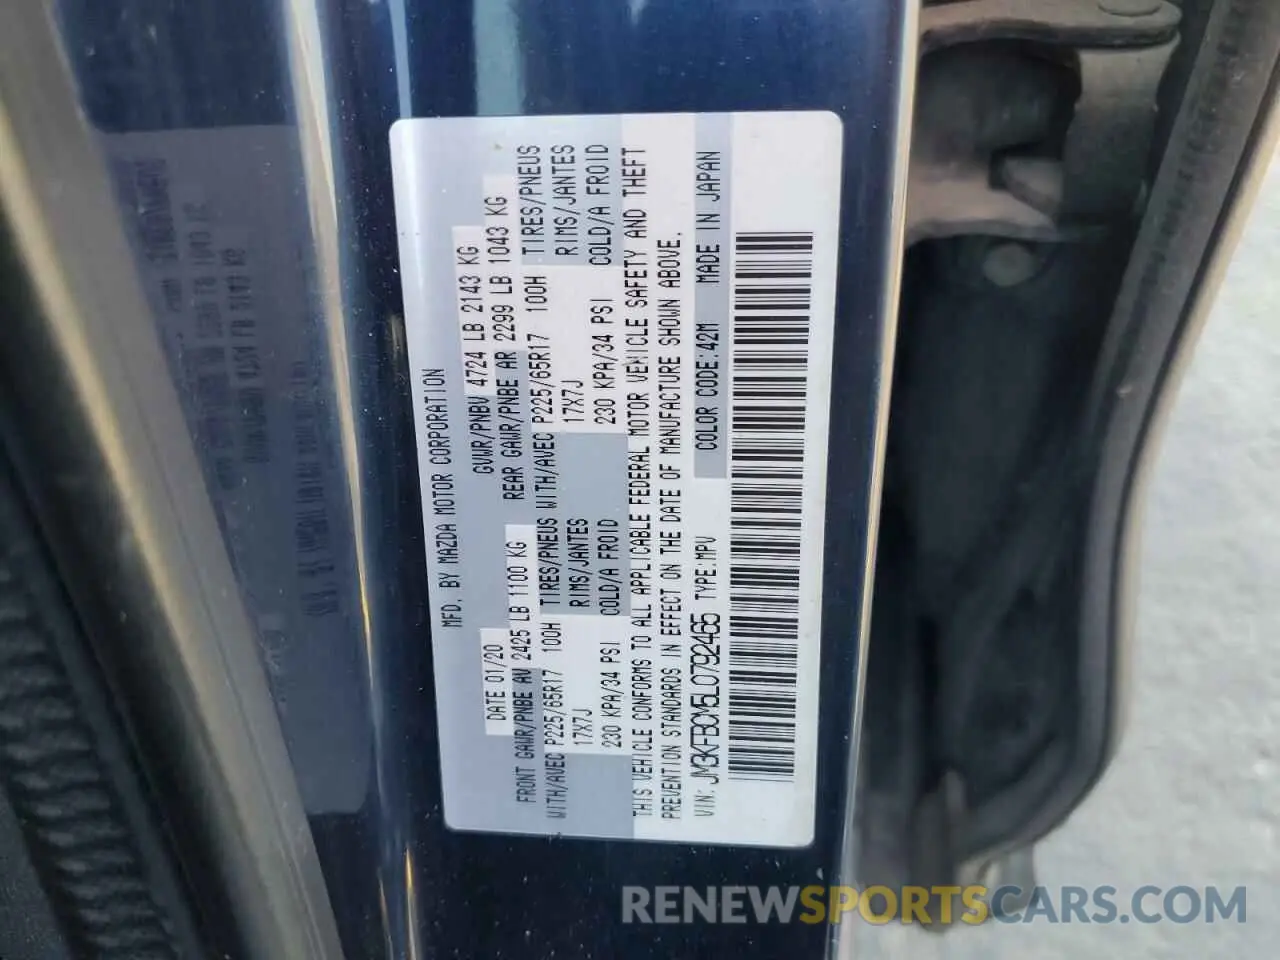 MFD. BY MAZDA MOTOR CORPORATION
DATE 01/20 GVWR/PNBV 4724 LB 2143 KG
FRONT GAWR/PNBE AV 2425 LB 1100 KG REAR GAWR/PNBE AR 2299 LB 1043 KG
WITH/AVEC P225/65R17 100H TIRES/PNEUS WITH/AVEC P225/65R17 100H TIRES/PNEUS
17X7J RIMS/JANTES 17X7J RIMS/JANTES
230 KPA/34 PSI COLD/A FROID 230 KPA/34 PSI COLD/A FROID
THIS VEHICLE CONFORMS TO ALL APPLICABLE FEDERAL MOTOR VEHICLE SAFETY AND THEFT
PREVENTION STANDARDS IN EFFECT ON THE DATE OF MANUFACTURE SHOWN ABOVE.
VIN: JM3KFBCM5L0792465 TYPE:MPV COLOR CODE:42M MADE IN JAPAN
RENEWSPORTSCARS.COM